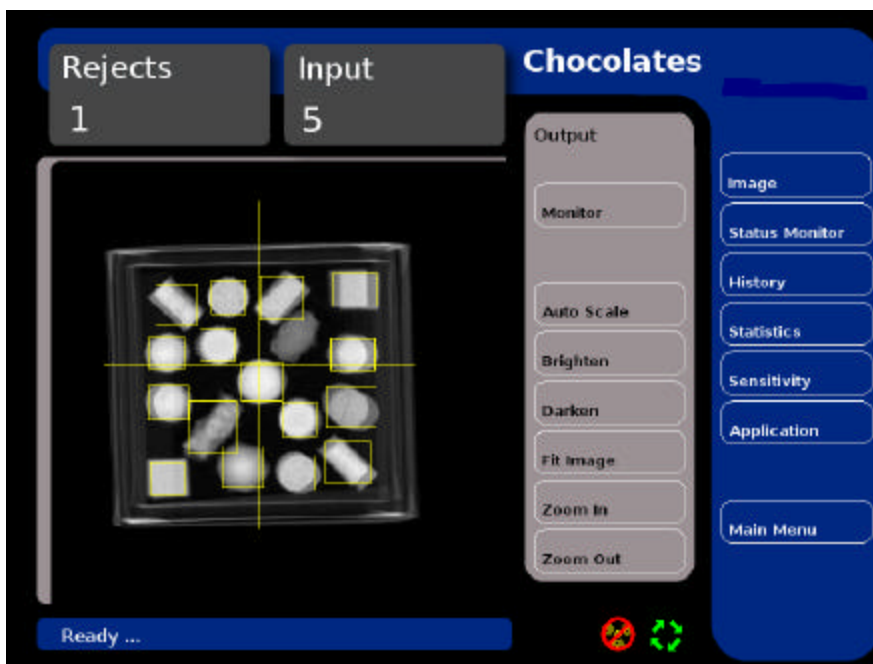 Rejects
1
Input
5
Chocolates
Output
Monitor
Auto Scale
Brighten
Darken
Fit Image
Zoom In
Zoom Out
Image
Status Monitor
History
Statistics
Sensitivity
Application
Main Menu
Ready ...